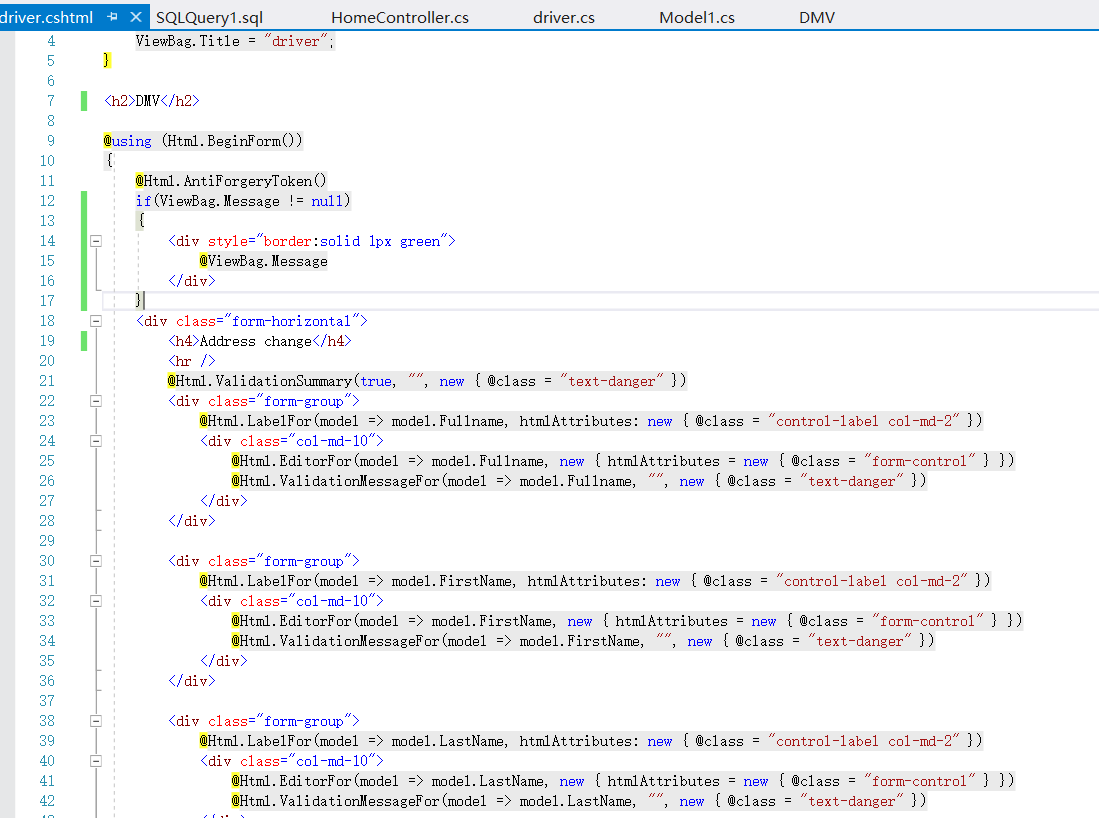 driver.cshtml SQLQuery1.sql HomeController.cs driver.cs Model1.cs DMV
4 ViewBag.Title = "driver";
5 }
6
7 <h2>DMV</h2>
8
9 @using (Html.BeginForm())
10 {
11 @Html.AntiForgeryToken()
12 if(ViewBag.Message != null)
13 {
14 <div style="border:solid 1px green">
15 @ViewBag.Message
16 </div>
17 }
18 <div class="form-horizontal">
19 <h4>Address change</h4>
20 <hr />
21 @Html.ValidationSummary(true, "", new { @class = "text-danger" })
22 <div class="form-group">
23 @Html.LabelFor(model => model.Fullname, htmlAttributes: new { @class = "control-label col-md-2" })
24 <div class="col-md-10">
25 @Html.EditorFor(model => model.Fullname, new { htmlAttributes = new { @class = "form-control" } })
26 @Html.ValidationMessageFor(model => model.Fullname, "", new { @class = "text-danger" })
27 </div>
28 </div>
29
30 <div class="form-group">
31 @Html.LabelFor(model => model.FirstName, htmlAttributes: new { @class = "control-label col-md-2" })
32 <div class="col-md-10">
33 @Html.EditorFor(model => model.FirstName, new { htmlAttributes = new { @class = "form-control" } })
34 @Html.ValidationMessageFor(model => model.FirstName, "", new { @class = "text-danger" })
35 </div>
36 </div>
37
38 <div class="form-group">
39 @Html.LabelFor(model => model.LastName, htmlAttributes: new { @class = "control-label col-md-2" })
40 <div class="col-md-10">
41 @Html.EditorFor(model => model.LastName, new { htmlAttributes = new { @class = "form-control" } })
42 @Html.ValidationMessageFor(model => model.LastName, "", new { @class = "text-danger" })